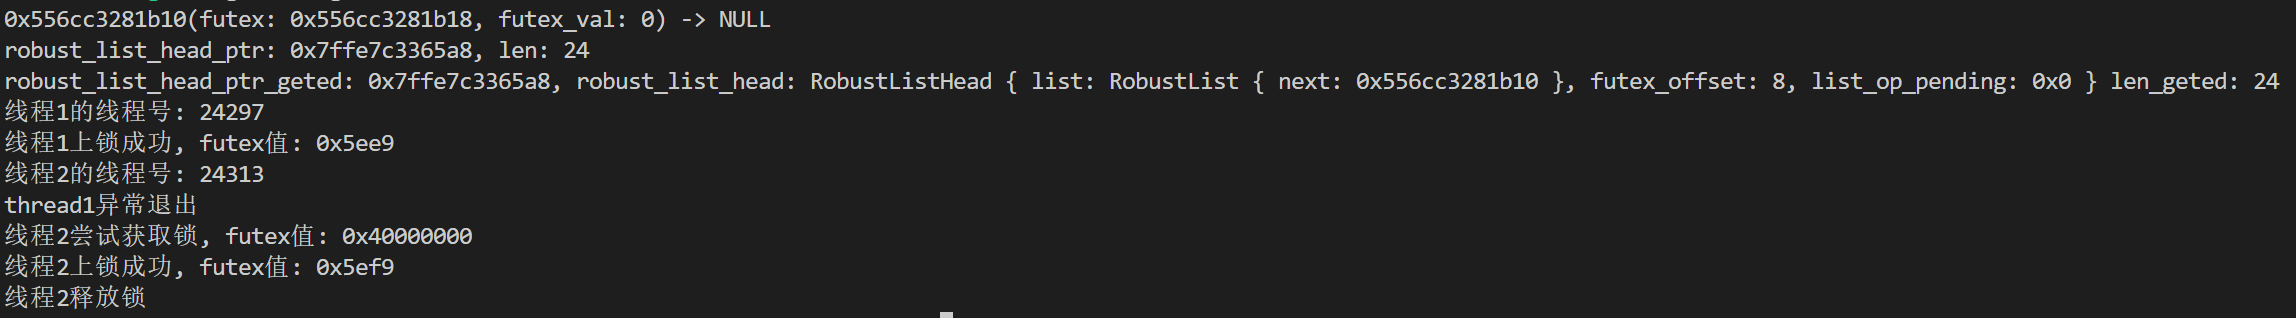 0x556cc3281b10(futex: 0x556cc3281b18, futex_val: 0) -> NULL
robust_list_head_ptr: 0x7ffe7c3365a8, len: 24
robust_list_head_ptr_geted: 0x7ffe7c3365a8, robust_list_head: RobustListHead { list: RobustList { next: 0x556cc3281b10 }, futex_offset: 8, list_op_pending: 0x0 } len_geted: 24
线程1的线程号: 24297
线程1上锁成功, futex值: 0x5ee9
线程2的线程号: 24313
thread1异常退出
线程2尝试获取锁, futex值: 0x40000000
线程2上锁成功, futex值: 0x5ef9
线程2释放锁